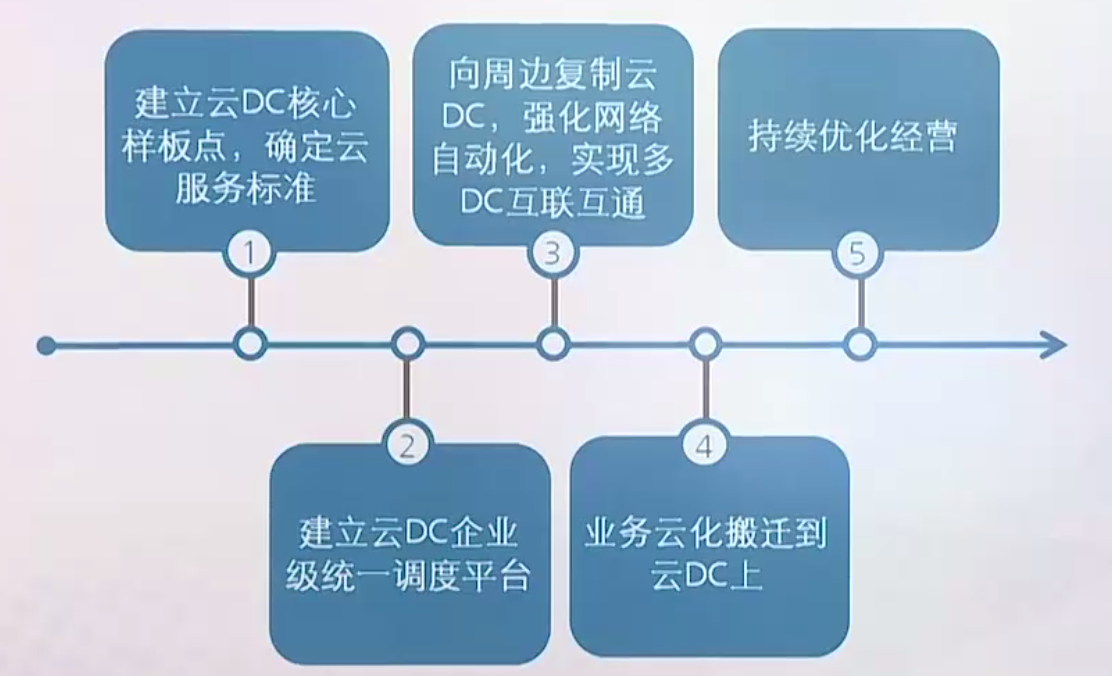 建立云DC核心
样板点，确定云
服务标准
1
建立云DC企业
级统一调度平台
2
向周边复制云
DC，强化网络
自动化，实现多
DC互联互通
3
业务云化搬迁到
云DC上
4
持续优化经营
5